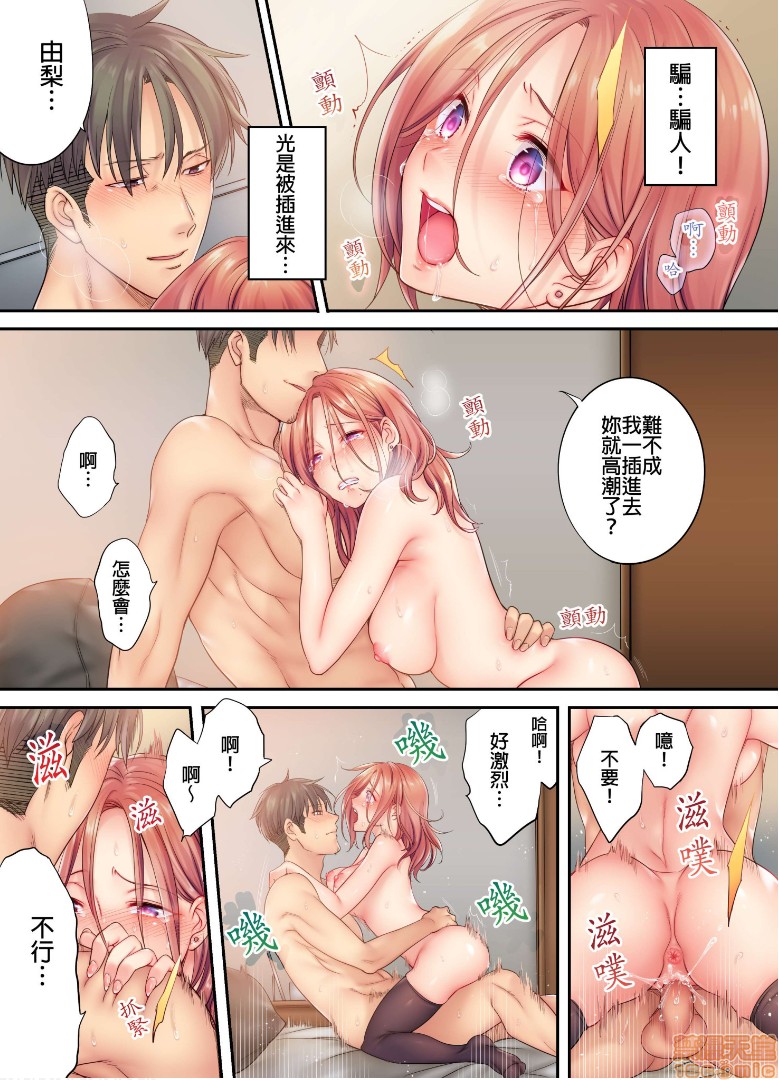 騙…騙人！
顫動
啊…
哈
顫動
光是被插進來…
顫動
由梨…
難不成
我一插進去
妳就高潮了？
顫動
顫動
啊…
怎麼會…
噫！
不要！
滋噗
滋噗
哈啊！
好激烈…
嘰
嘰
嘰
啊！
啊～
滋
滋
不行…
抓緊